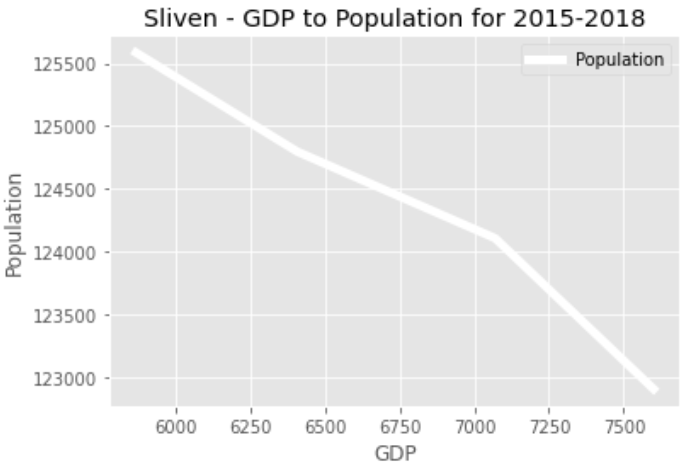 Sliven - GDP to Population for 2015-2018
Population
125500
125000
124500
124000
123500
123000
Population
6000 6250 6500 6750 7000 7250 7500
GDP